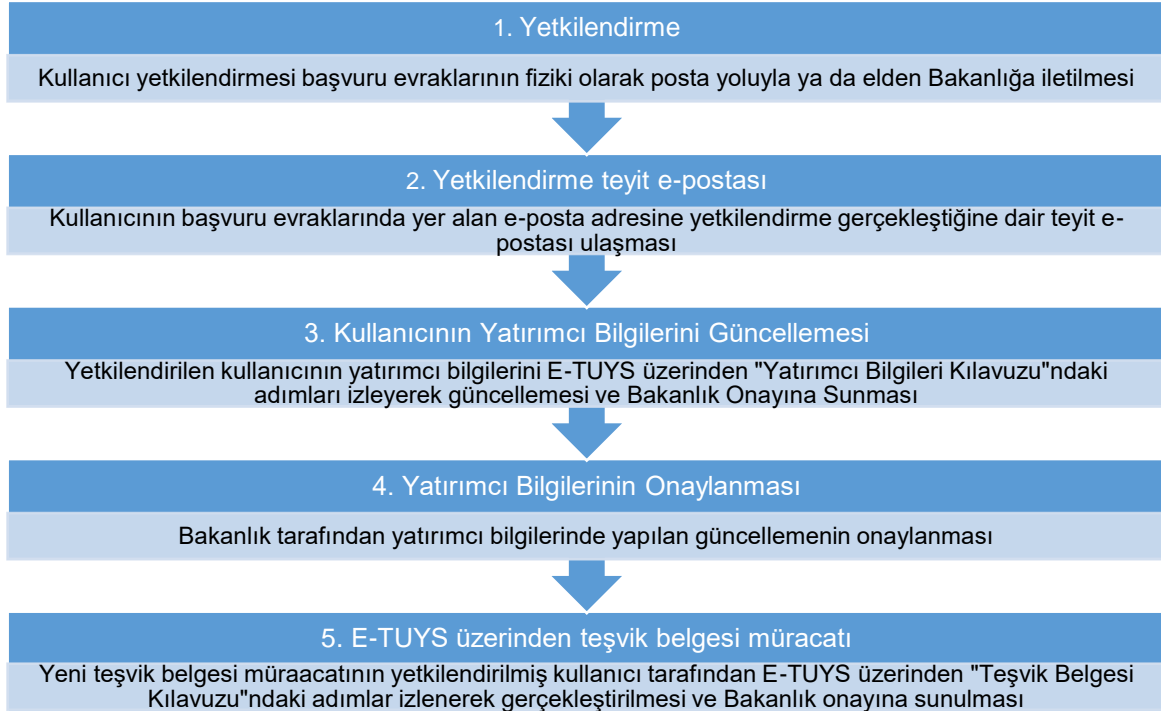 1. Yetkilendirme
Kullanıcı yetkilendirmesi başvuru evraklarının fiziki olarak posta yoluyla ya da elden Bakanlığa iletilmesi
2. Yetkilendirme teyit e-postası
Kullanıcının başvuru evraklarında yer alan e-posta adresine yetkilendirme gerçekleştiğine dair teyit e-
postası ulaşması
3. Kullanıcının Yatırımcı Bilgilerini Güncellemesi
Yetkilendirilen kullanıcının yatırımcı bilgilerini E-TUYS üzerinden "Yatırımcı Bilgileri Kılavuzu"ndaki
adımları izleyerek güncellemesi ve Bakanlık Onayına Sunması
4. Yatırımcı Bilgilerinin Onaylanması
Bakanlık tarafından yatırımcı bilgilerinde yapılan güncellemenin onaylanması
5. E-TUYS üzerinden teşvik belgesi müracatı
Yeni teşvik belgesi müraacatının yetkilendirilmiş kullanıcı tarafından E-TUYS üzerinden "Teşvik Belgesi
Kılavuzu"ndaki adımlar izlenerek gerçekleştirilmesi ve Bakanlık onayına sunulması